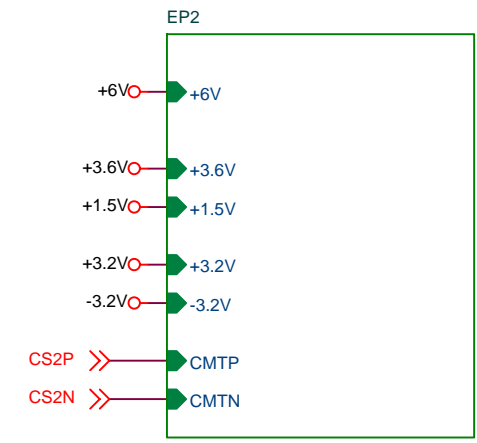 EP2
+6V +6V
+3.6V +3.6V
+1.5V +1.5V
+3.2V +3.2V
-3.2V -3.2V
CS2P CMTP
CS2N CMTN